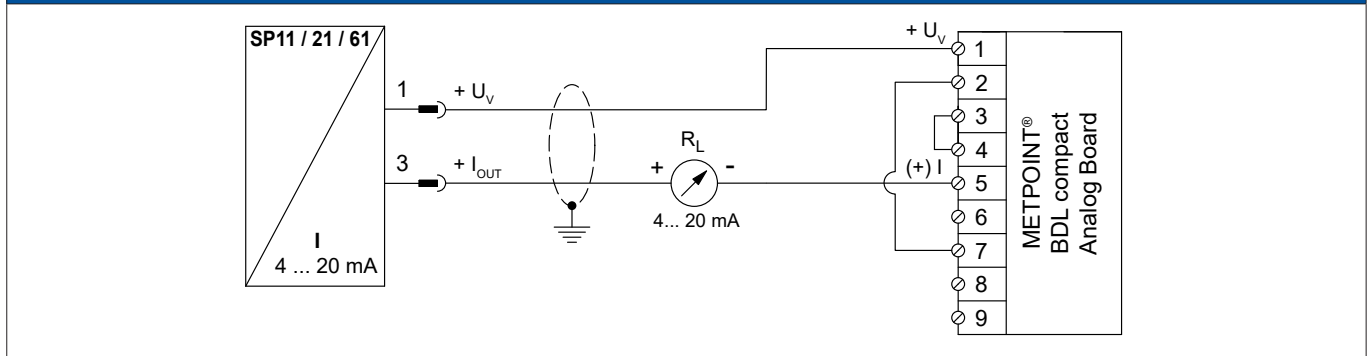 SP11 / 21 / 61
1
+ U_V
3
+ I_OUT
I
4 ... 20 mA
R_L
+ -
4... 20 mA
+ U_V
(+) I
1
2
3
4
5
6
7
8
9
METPOINT®
BDL compact
Analog Board